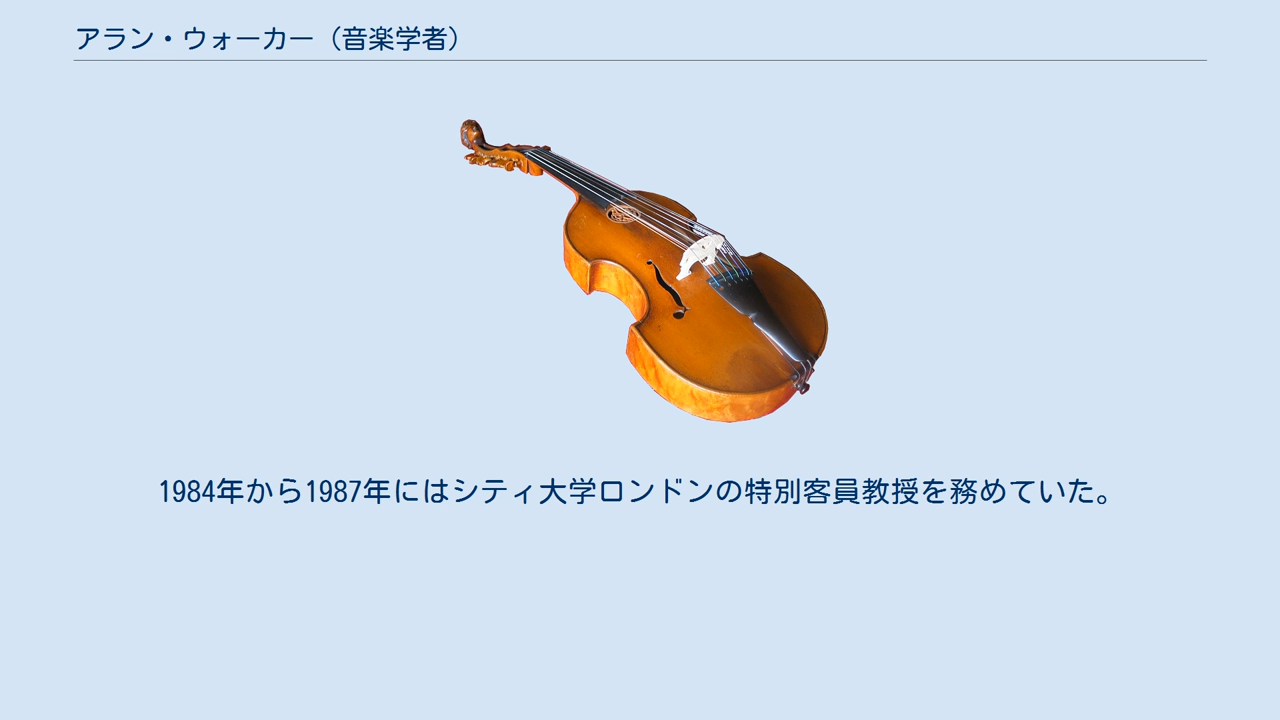 アラン・ウォーカー（音楽学者）
1984年から1987年にはシティ大学ロンドンの特別客員教授を務めていた。